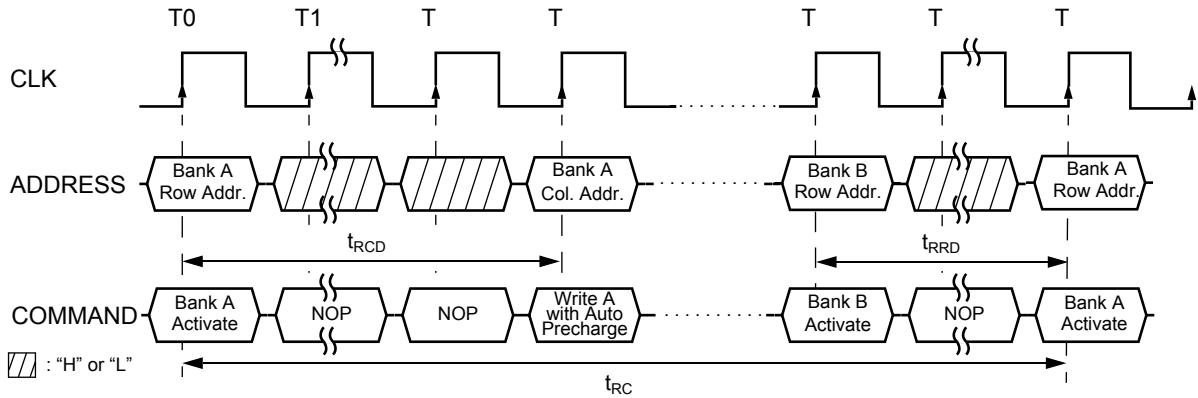 T0 T1 T T T T T
CLK
Bank A Bank A Bank B Bank A
ADDRESS
Row Addr. Col. Addr. Row Addr. Row Addr.
tRCD tRRD
Bank A NOP NOP Write A Bank B NOP Bank A
COMMAND
Activate with Auto Activate Activate
Precharge
: “H” or “L”
tRC